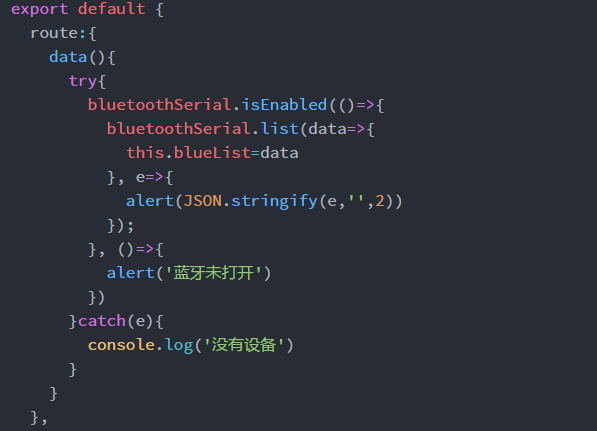 export default {
  route:{
    data(){
      try{
        bluetoothSerial.isEnabled(()=>{
          bluetoothSerial.list(data=>{
            this.blueList=data
          }, e=>{
            alert(JSON.stringify(e,'',2))
          });
        }, ()=>{
          alert('蓝牙未打开')
        })
      }catch(e){
        console.log('没有设备')
      }
    }
  },